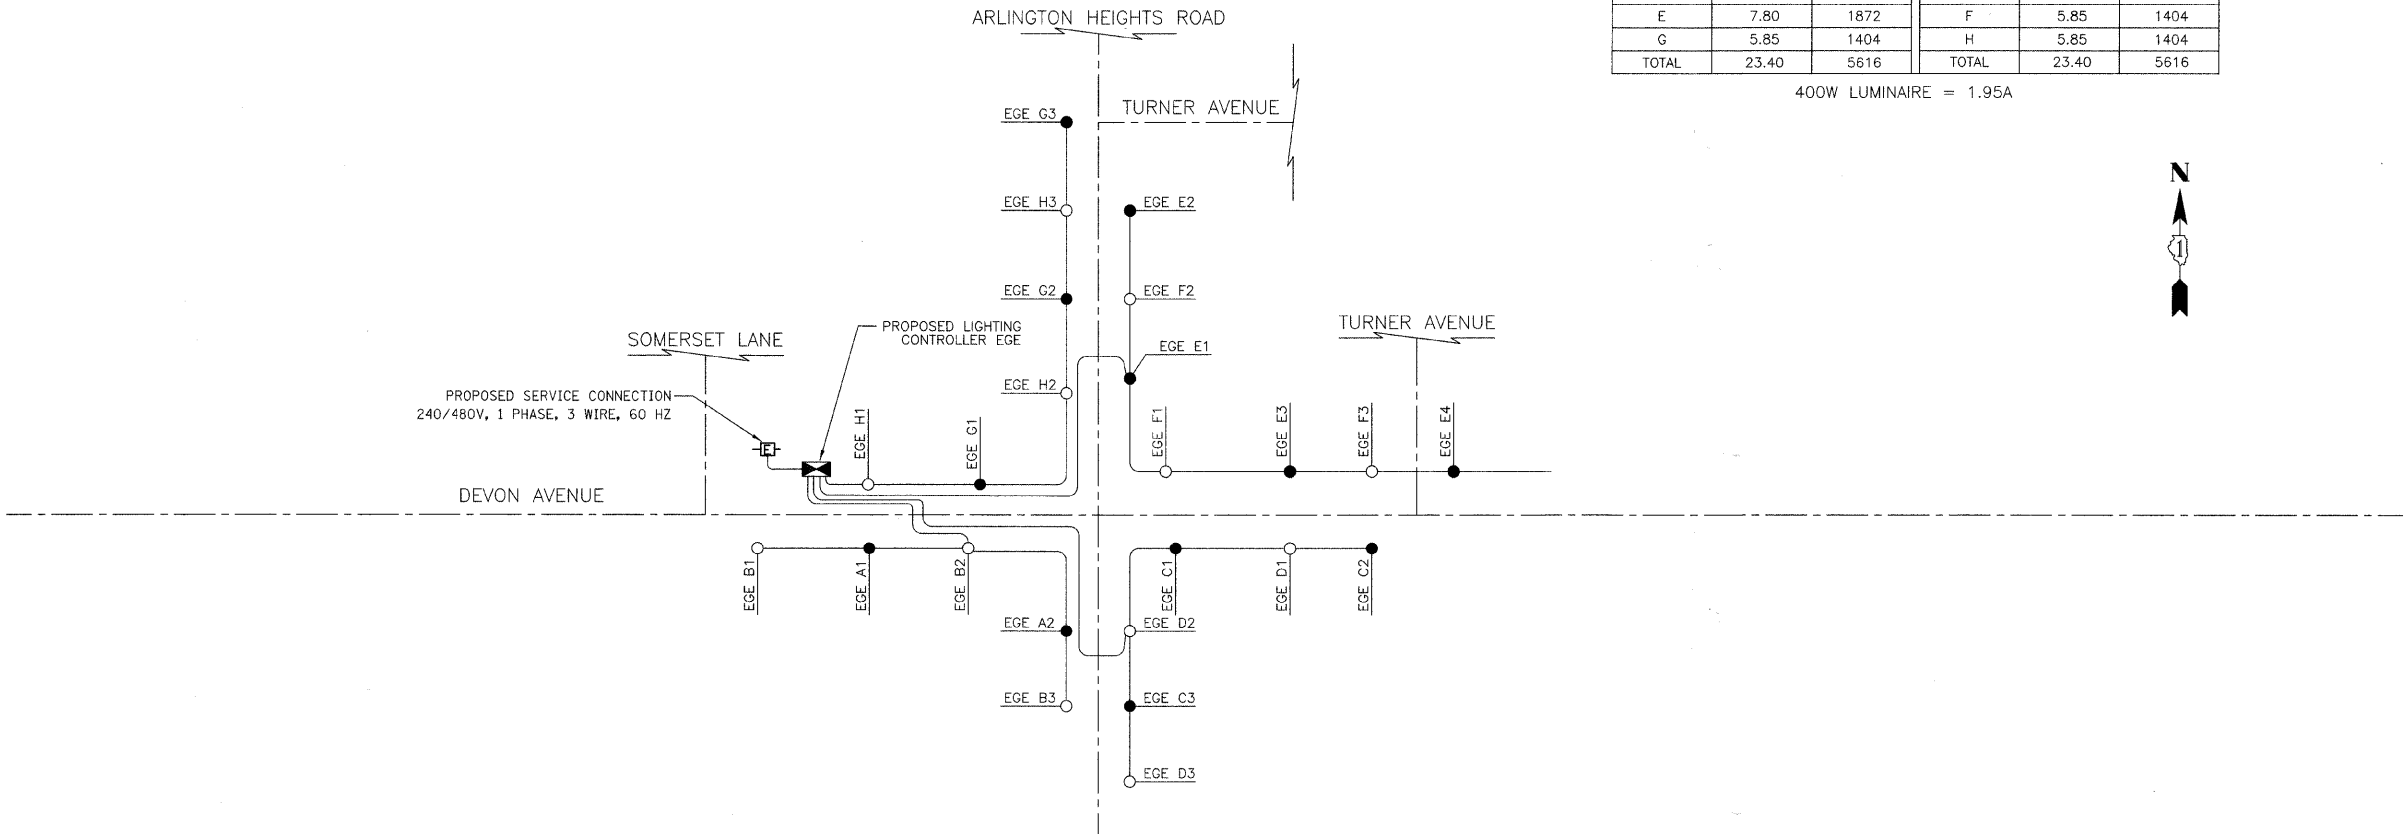 ARLINGTON HEIGHTS ROAD
E 7.80 1872 F 5.85 1404
G 5.85 1404 H 5.85 1404
TOTAL 23.40 5616 TOTAL 23.40 5616
400W LUMINAIRE = 1.95A
TURNER AVENUE
EGE G3
N
EGE H3
EGE E2
1
EGE G2
EGE F2
PROPOSED LIGHTING
CONTROLLER EGE
SOMERSET LANE
TURNER AVENUE
EGE E1
EGE H2
PROPOSED SERVICE CONNECTION
240/480V, 1 PHASE, 3 WIRE, 60 HZ
E
EGE H1
EGE G1
EGE F1
EGE E3
EGE F3
EGE E4
DEVON AVENUE
EGE B1
EGE A1
EGE B2
EGE C1
EGE D1
EGE C2
EGE A2
EGE D2
EGE B3
EGE C3
EGE D3